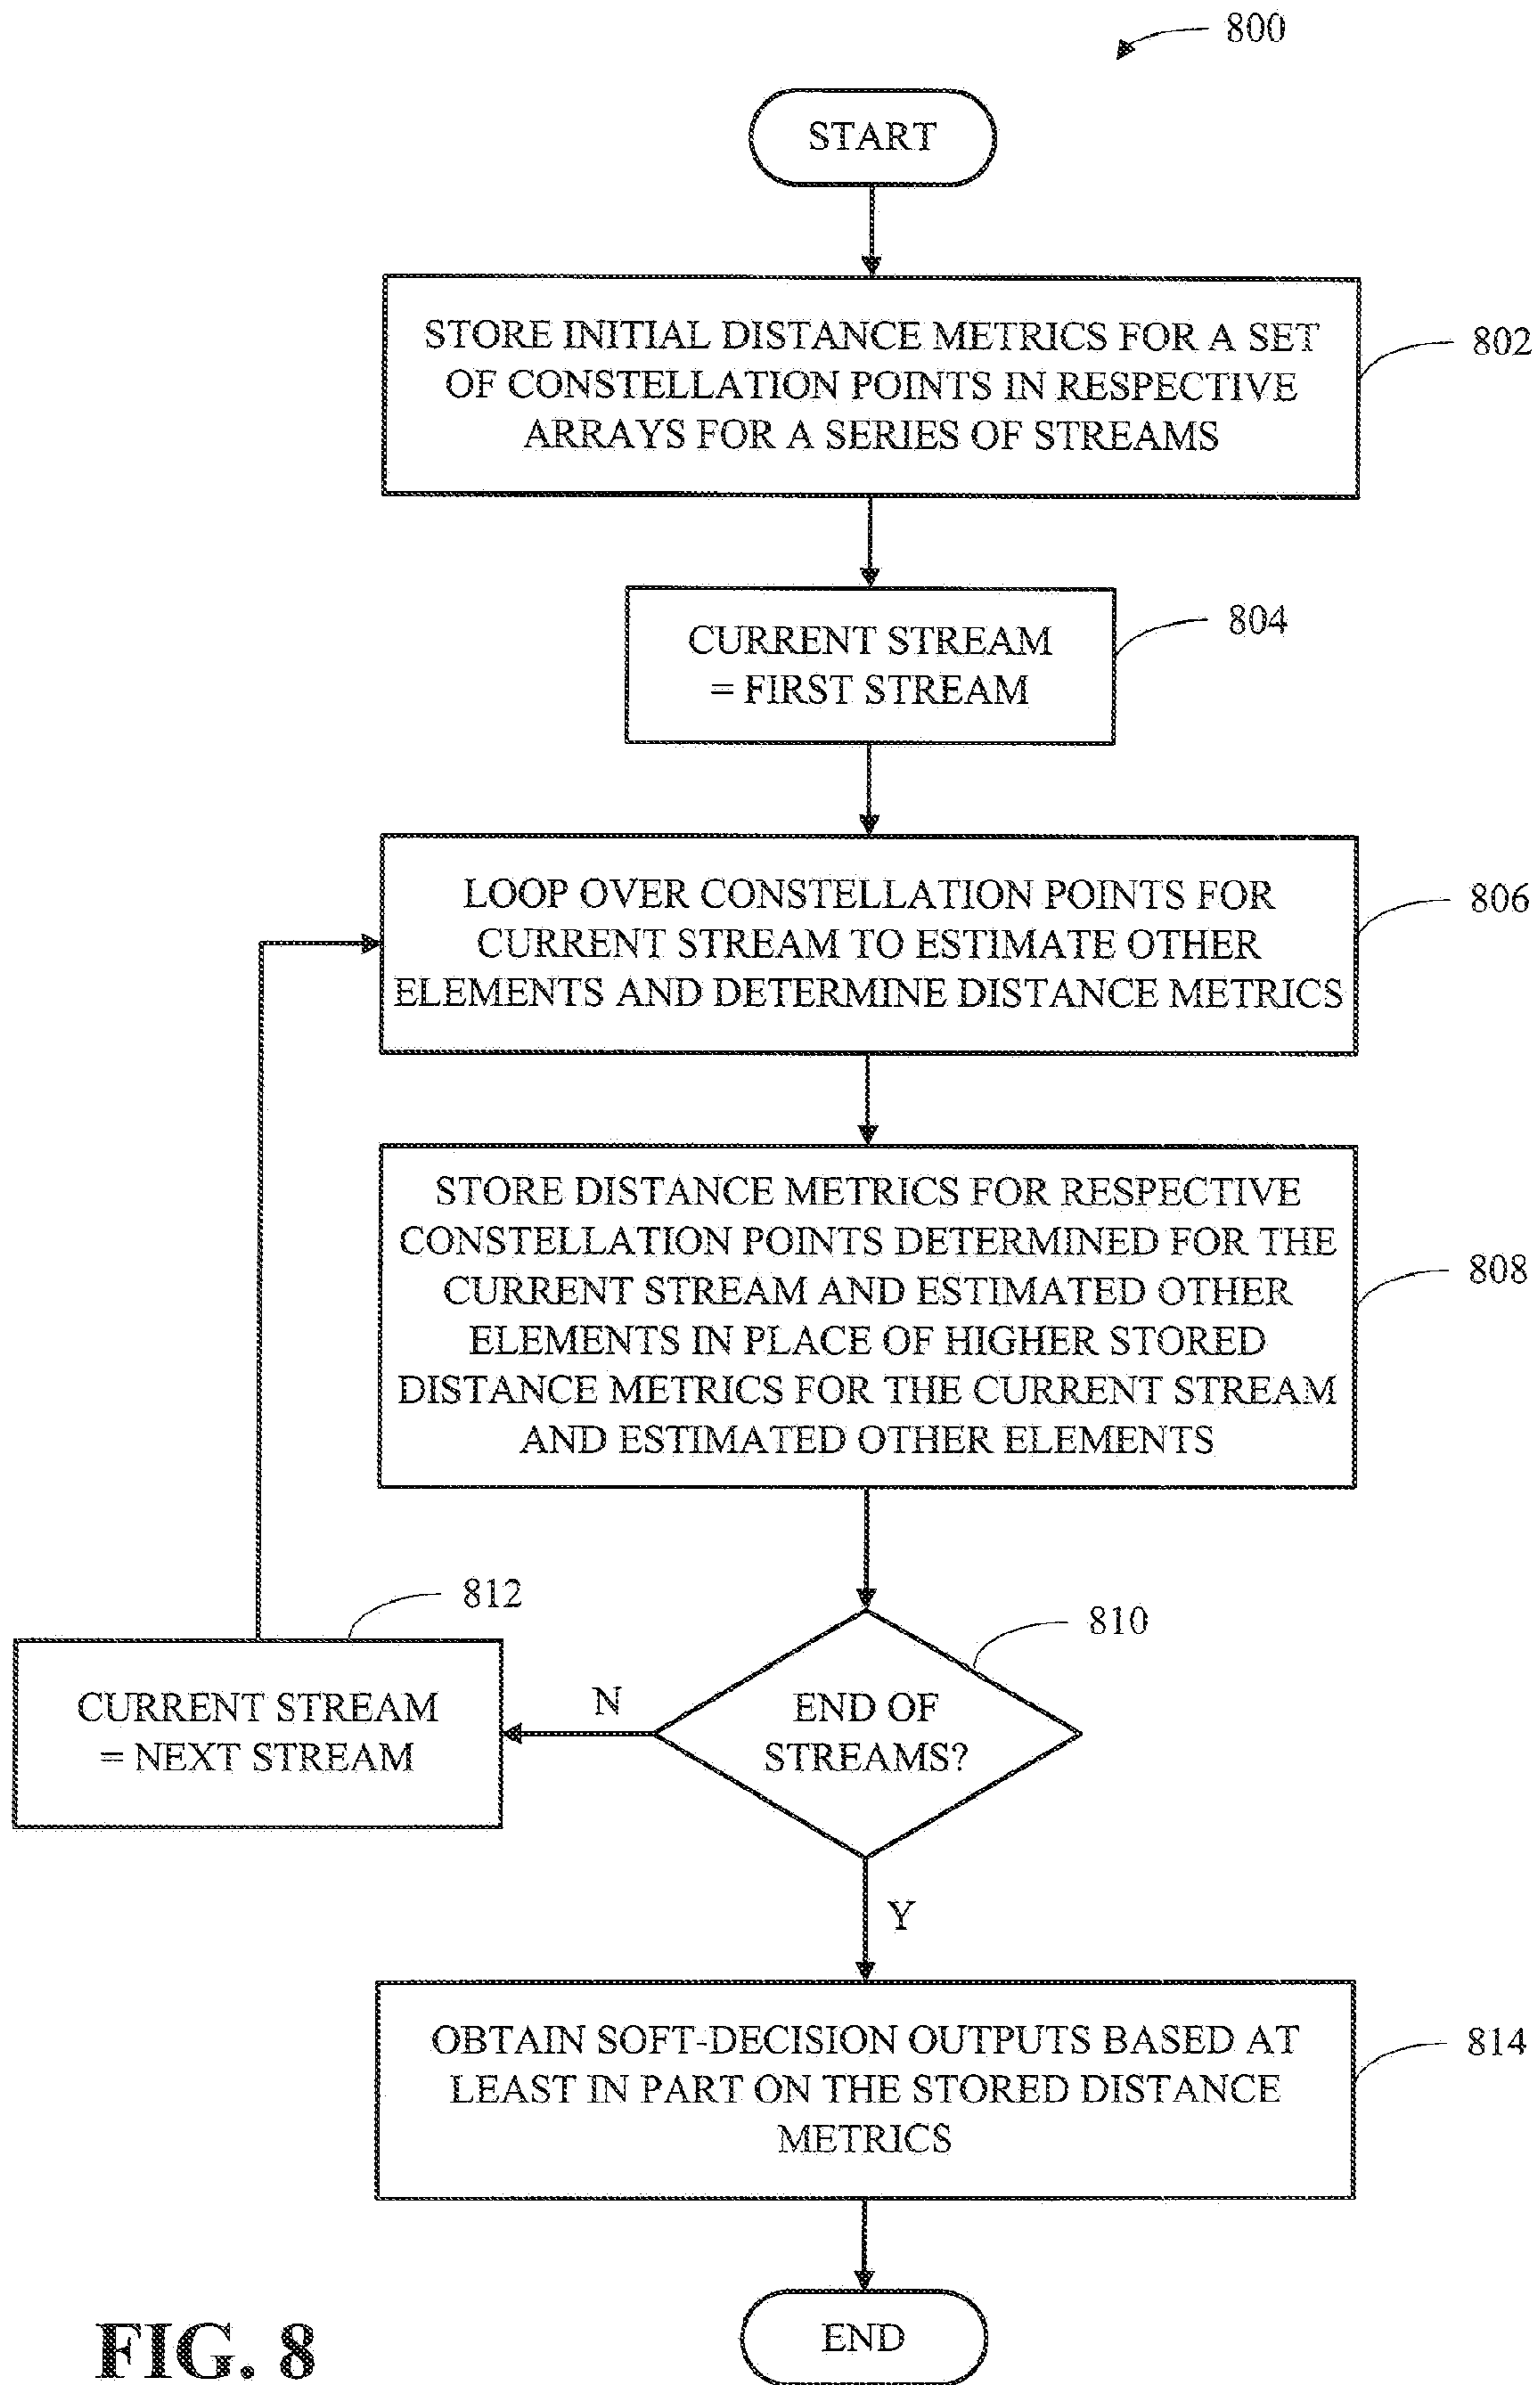 800
START
STORE INITIAL DISTANCE METRICS FOR A SET
OF CONSTELLATION POINTS IN RESPECTIVE
ARRAYS FOR A SERIES OF STREAMS
802
CURRENT STREAM
= FIRST STREAM
804
LOOP OVER CONSTELLATION POINTS FOR
CURRENT STREAM TO ESTIMATE OTHER
ELEMENTS AND DETERMINE DISTANCE METRICS
806
STORE DISTANCE METRICS FOR RESPECTIVE
CONSTELLATION POINTS DETERMINED FOR THE
CURRENT STREAM AND ESTIMATED OTHER
ELEMENTS IN PLACE OF HIGHER STORED
DISTANCE METRICS FOR THE CURRENT STREAM
AND ESTIMATED OTHER ELEMENTS
808
812
CURRENT STREAM
= NEXT STREAM
N
810
END OF
STREAMS?
Y
OBTAIN SOFT-DECISION OUTPUTS BASED AT
LEAST IN PART ON THE STORED DISTANCE
METRICS
814
END
FIG. 8